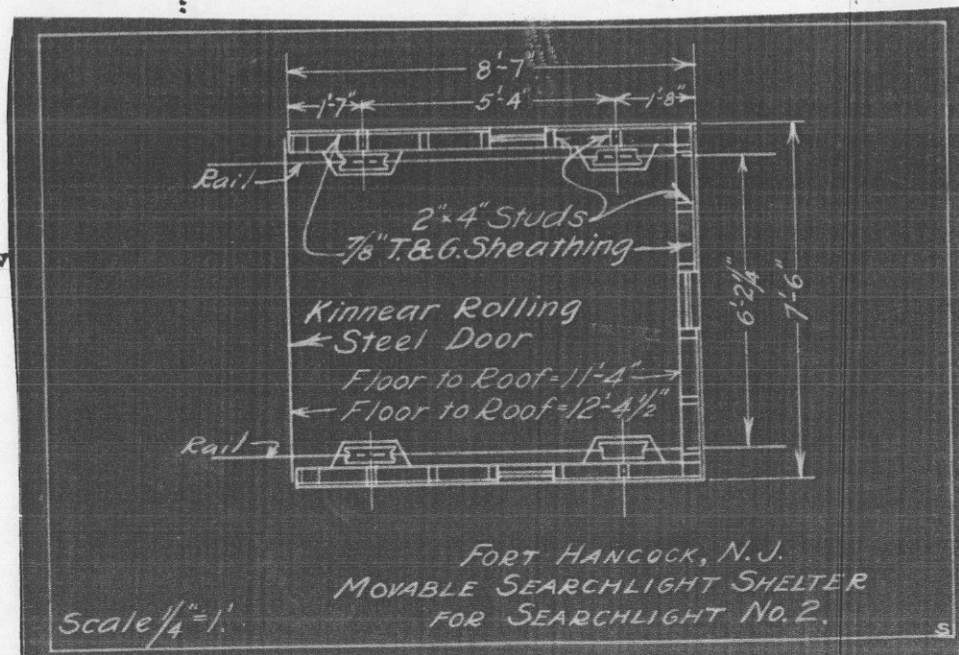 8'-7"
1'-7" 5'-4" 1'-8"
Rail
2"x4" Studs
7/8" T.&G. Sheathing
6'-2 1/4"
7'-6"
Kinnear Rolling
Steel Door
Floor to Roof=11'-4"
Floor to Roof=12'-4 1/2"
Rail
FORT HANCOCK, N.J.
MOVABLE SEARCHLIGHT SHELTER
FOR SEARCHLIGHT NO. 2.
Scale 1/4"=1'.
S